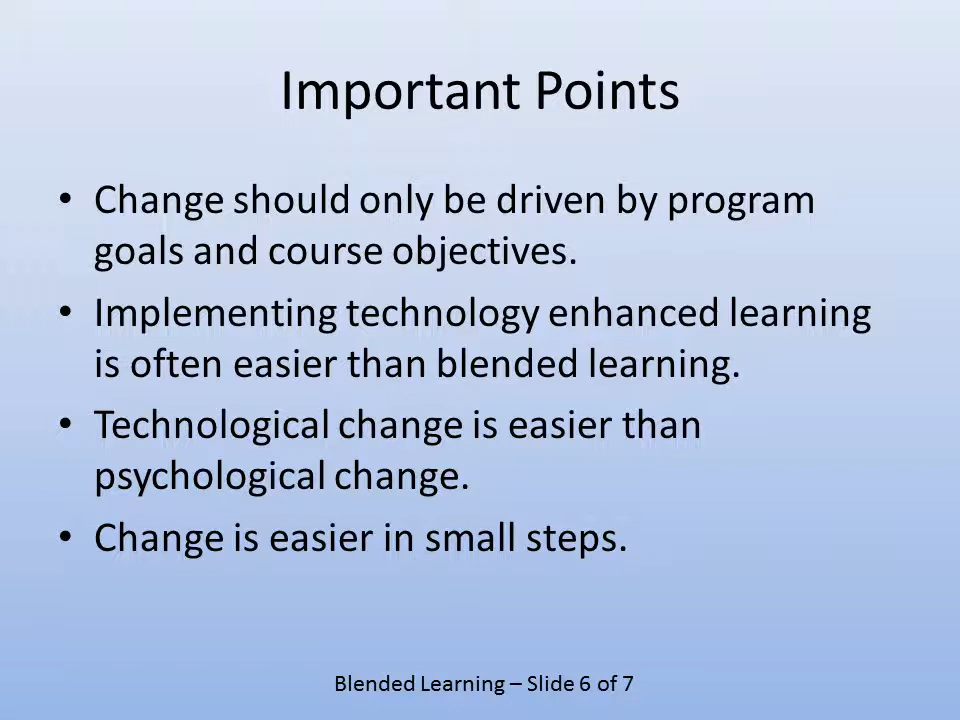 Important Points
• Change should only be driven by program
goals and course objectives.
• Implementing technology enhanced learning
is often easier than blended learning.
• Technological change is easier than
psychological change.
• Change is easier in small steps.
Blended Learning – Slide 6 of 7